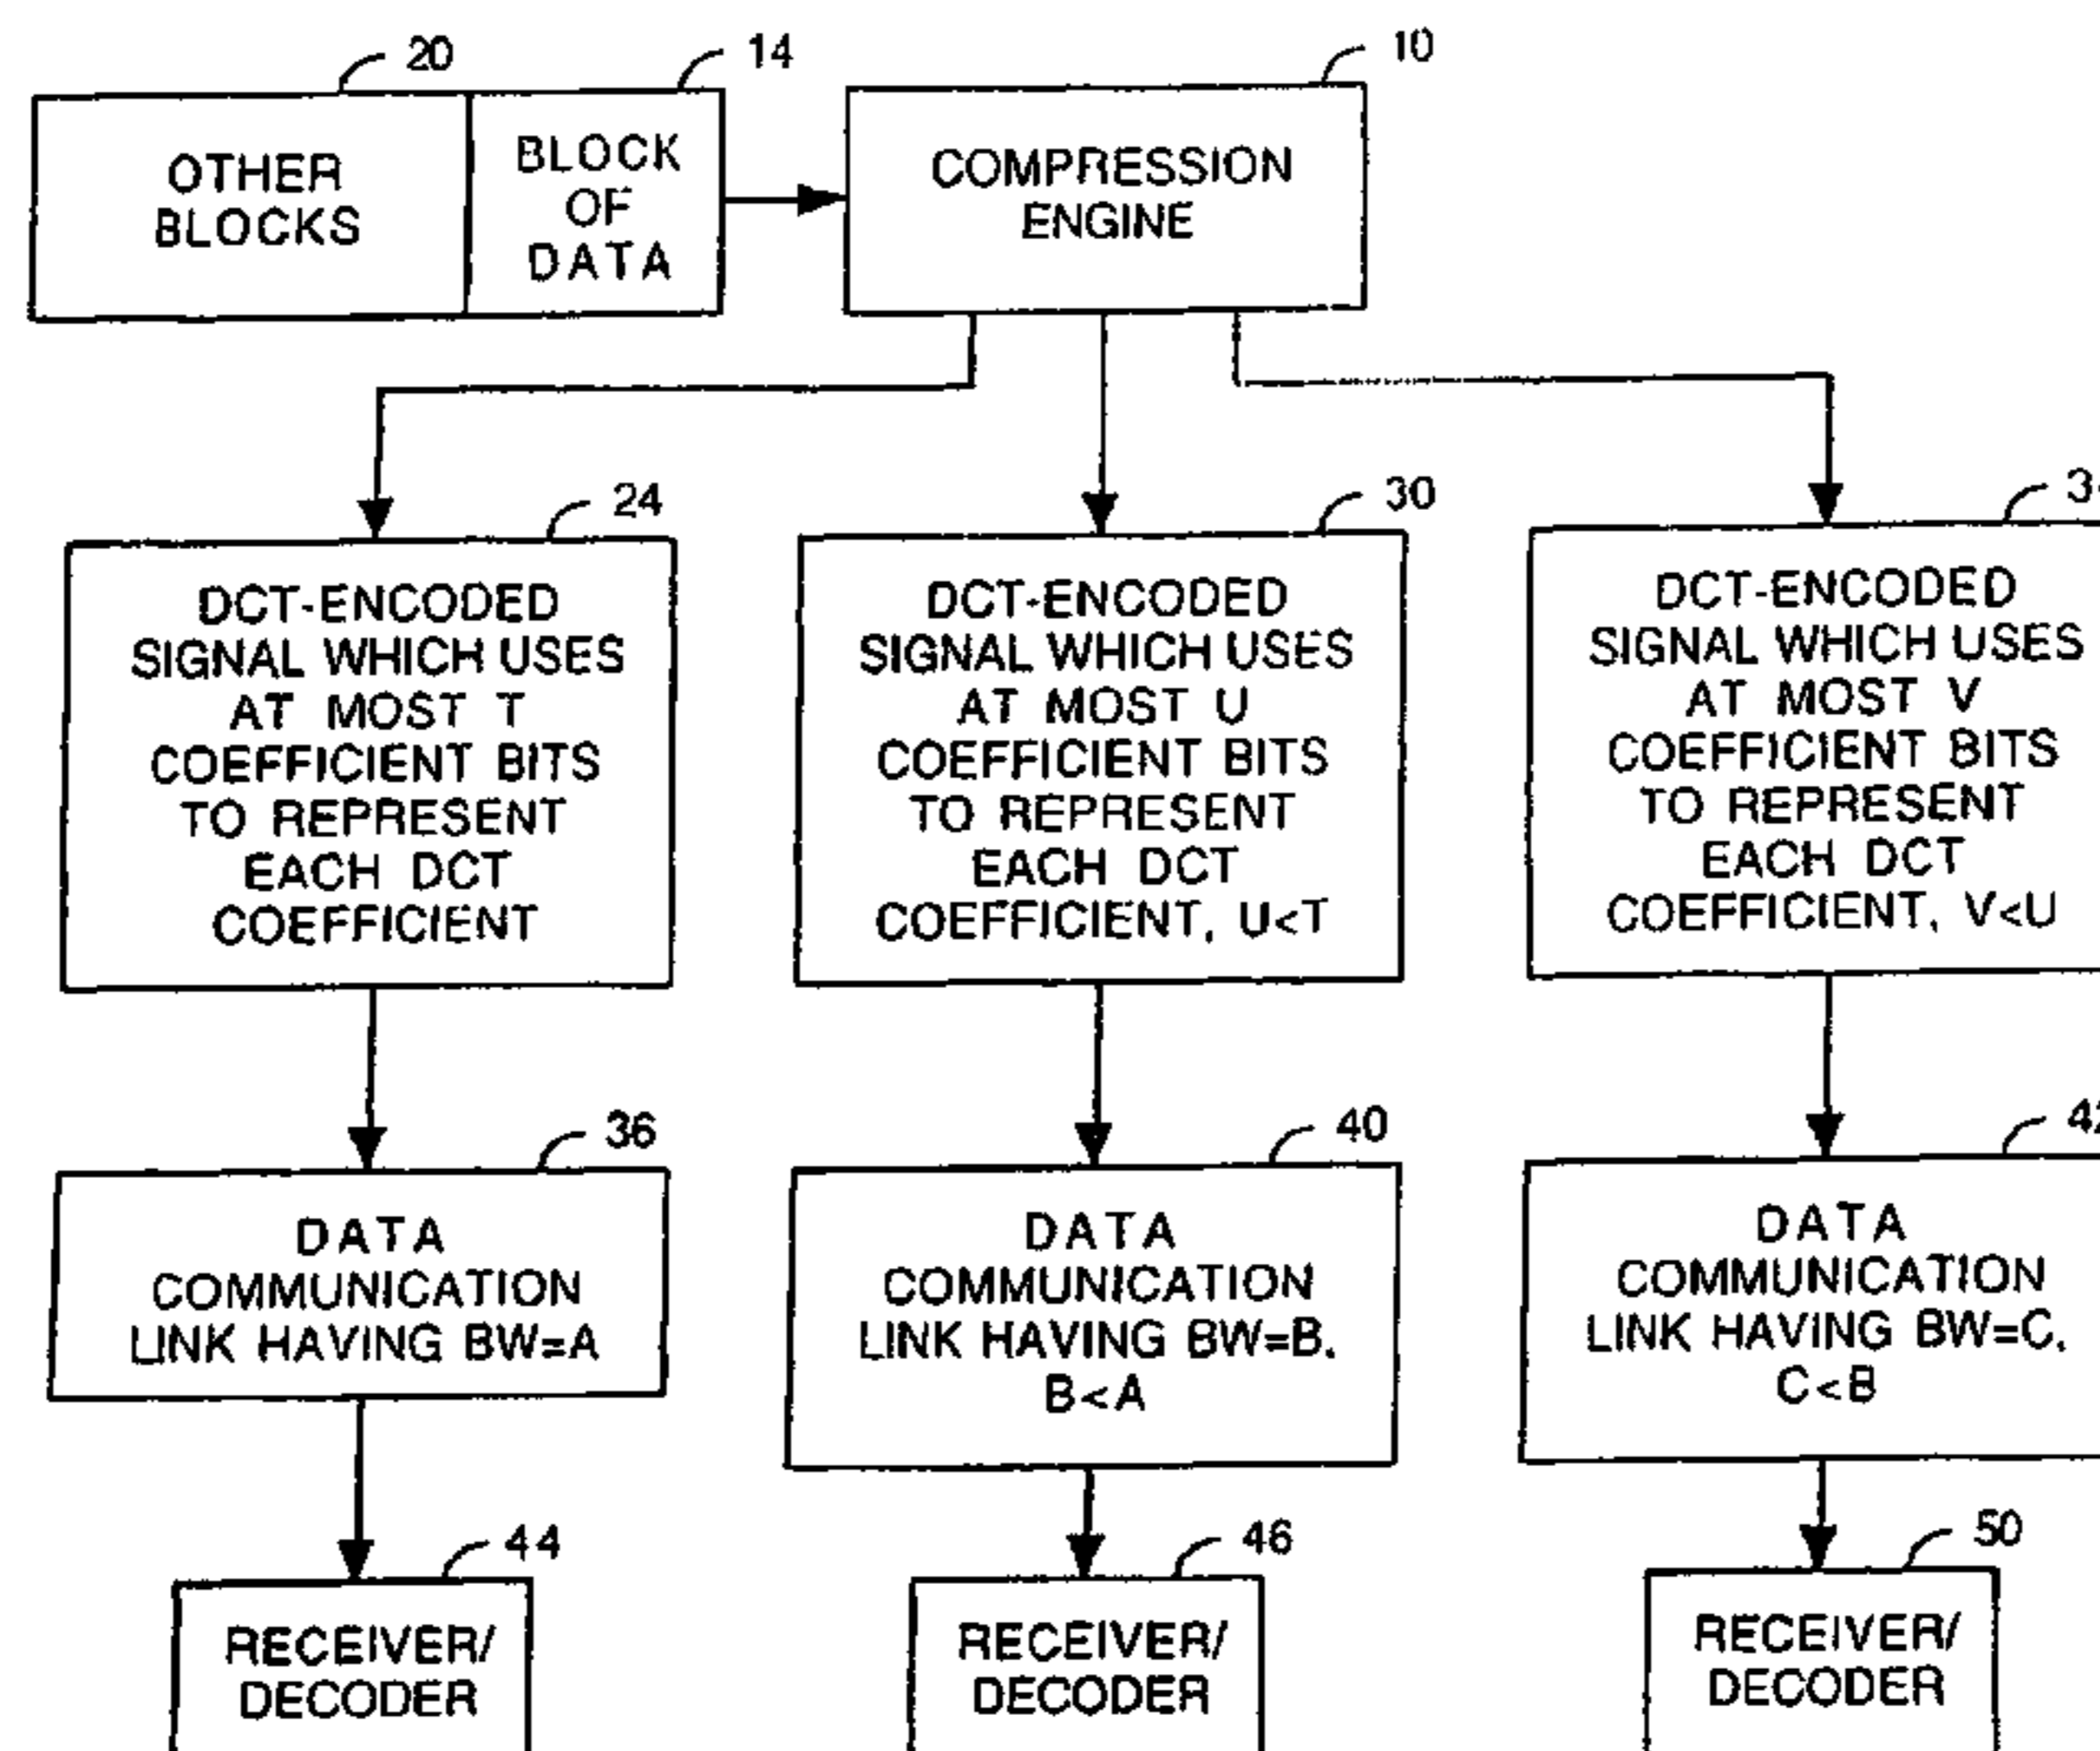 20
14
10
OTHER
BLOCKS
BLOCK
OF
DATA
COMPRESSION
ENGINE
24
30
DCT-ENCODED
SIGNAL WHICH USES
AT MOST T
COEFFICIENT BITS
TO REPRESENT
EACH DCT
COEFFICIENT
DCT-ENCODED
SIGNAL WHICH USES
AT MOST U
COEFFICIENT BITS
TO REPRESENT
EACH DCT
COEFFICIENT, U<T
DCT-ENCODED
SIGNAL WHICH USES
AT MOST V
COEFFICIENT BITS
TO REPRESENT
EACH DCT
COEFFICIENT, V<U
36
40
42
DATA
COMMUNICATION
LINK HAVING BW=A
DATA
COMMUNICATION
LINK HAVING BW=B,
B<A
DATA
COMMUNICATION
LINK HAVING BW=C,
C<B
44
46
50
RECEIVER/
DECODER
RECEIVER/
DECODER
RECEIVER/
DECODER